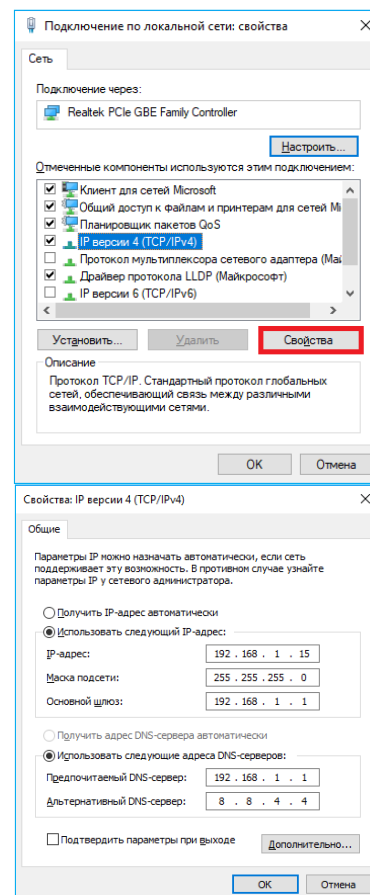 Подключение по локальной сети: свойства
Сеть
Подключение через:
Realtek PCIe GBE Family Controller
Настроить...
Отмеченные компоненты используются этим подключением:
Клиент для сетей Microsoft
Общий доступ к файлам и принтерам для сетей Mi
Планировщик пакетов QoS
IP версии 4 (TCP/IPv4)
Протокол мультиплексора сетевого адаптера (Май
Драйвер протокола LLDP (Майкрософт)
IP версии 6 (TCP/IPv6)
Установить... Удалить Свойства
Описание
Протокол TCP/IP. Стандартный протокол глобальных
сетей, обеспечивающий связь между различными
взаимодействующими сетями.
OK Отмена
Свойства: IP версии 4 (TCP/IPv4)
Общие
Параметры IP можно назначать автоматически, если сеть
поддерживает эту возможность. В противном случае узнайте
параметры IP у сетевого администратора.
Получить IP-адрес автоматически
Использовать следующий IP-адрес:
IP-адрес: 192 . 168 . 1 . 15
Маска подсети: 255 . 255 . 255 . 0
Основной шлюз: 192 . 168 . 1 . 1
Получить адрес DNS-сервера автоматически
Использовать следующие адреса DNS-серверов:
Предпочитаемый DNS-сервер: 192 . 168 . 1 . 1
Альтернативный DNS-сервер: 8 . 8 . 4 . 4
Подтвердить параметры при выходе Дополнительно...
OK Отмена